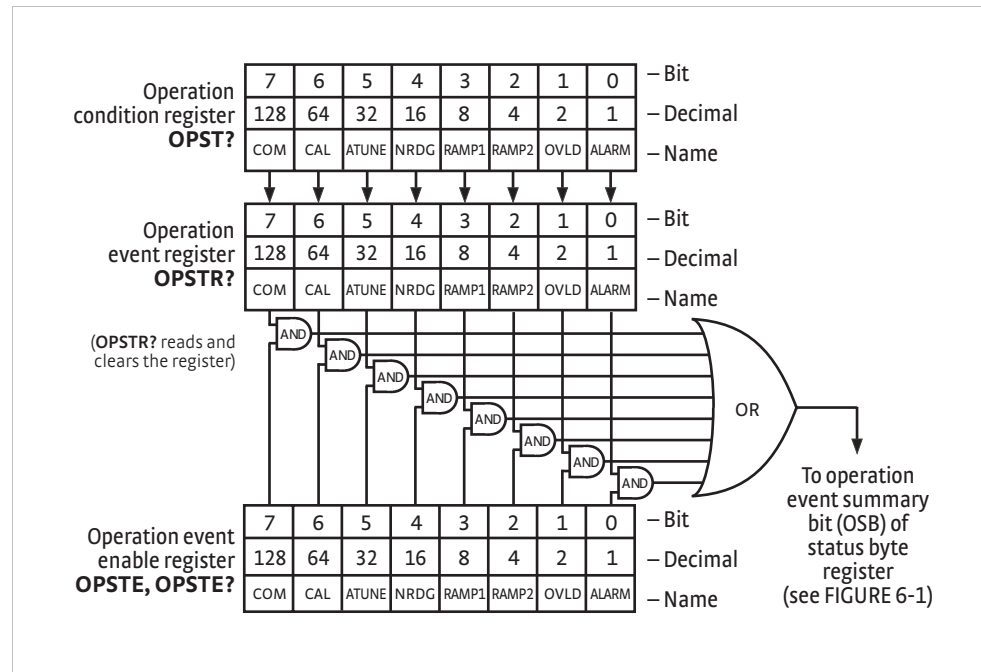 Operation
condition register
OPST?
7 6 5 4 3 2 1 0 – Bit
128 64 32 16 8 4 2 1 – Decimal
COM CAL ATUNE NRDG RAMP1 RAMP2 OVLD ALARM – Name
Operation
event register
OPSTR?
7 6 5 4 3 2 1 0 – Bit
128 64 32 16 8 4 2 1 – Decimal
COM CAL ATUNE NRDG RAMP1 RAMP2 OVLD ALARM – Name
(OPSTR? reads and
clears the register)
AND
AND
AND
AND
AND
AND
AND
AND
OR
To operation
event summary
bit (OSB) of
status byte
register
(see FIGURE 6-1)
Operation event
enable register
OPSTE, OPSTE?
7 6 5 4 3 2 1 0 – Bit
128 64 32 16 8 4 2 1 – Decimal
COM CAL ATUNE NRDG RAMP1 RAMP2 OVLD ALARM – Name